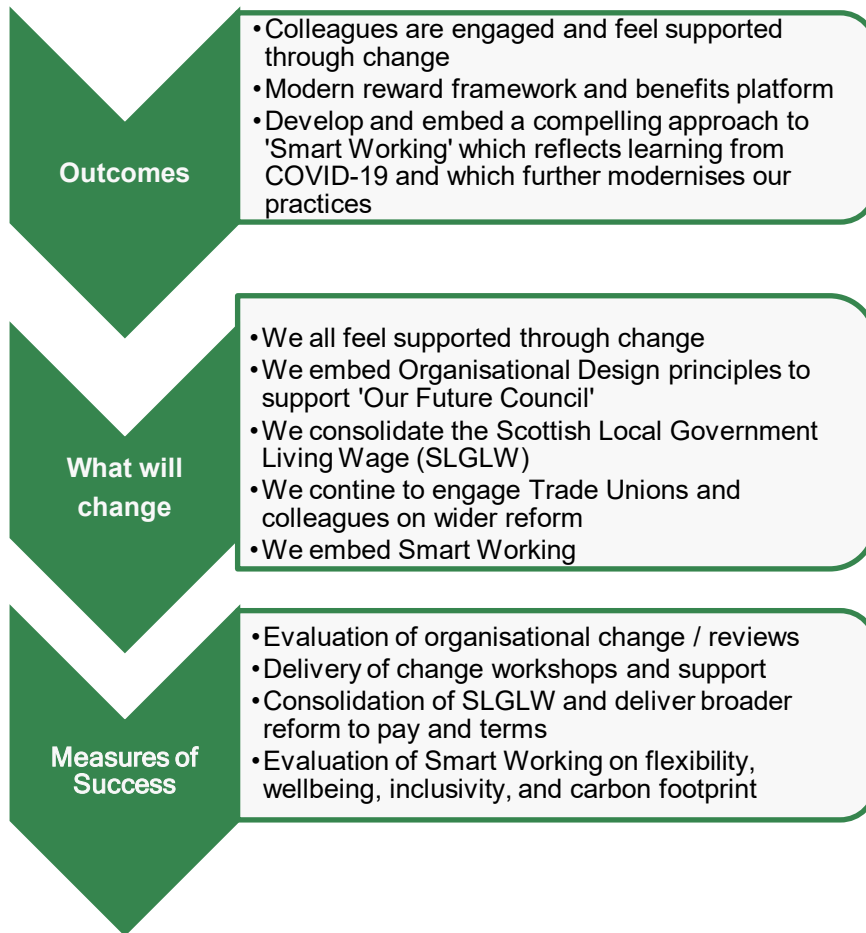 Outcomes
•Colleagues are engaged and feel supported
through change
•Modern reward framework and benefits platform
•Develop and embed a compelling approach to
'Smart Working' which reflects learning from
COVID-19 and which further modernises our
practices
What will
change
•We all feel supported through change
•We embed Organisational Design principles to
support 'Our Future Council'
•We consolidate the Scottish Local Government
Living Wage (SLGLW)
•We contine to engage Trade Unions and
colleagues on wider reform
•We embed Smart Working
Measures of
Success
•Evaluation of organisational change / reviews
•Delivery of change workshops and support
•Consolidation of SLGLW and deliver broader
reform to pay and terms
•Evaluation of Smart Working on flexibility,
wellbeing, inclusivity, and carbon footprint